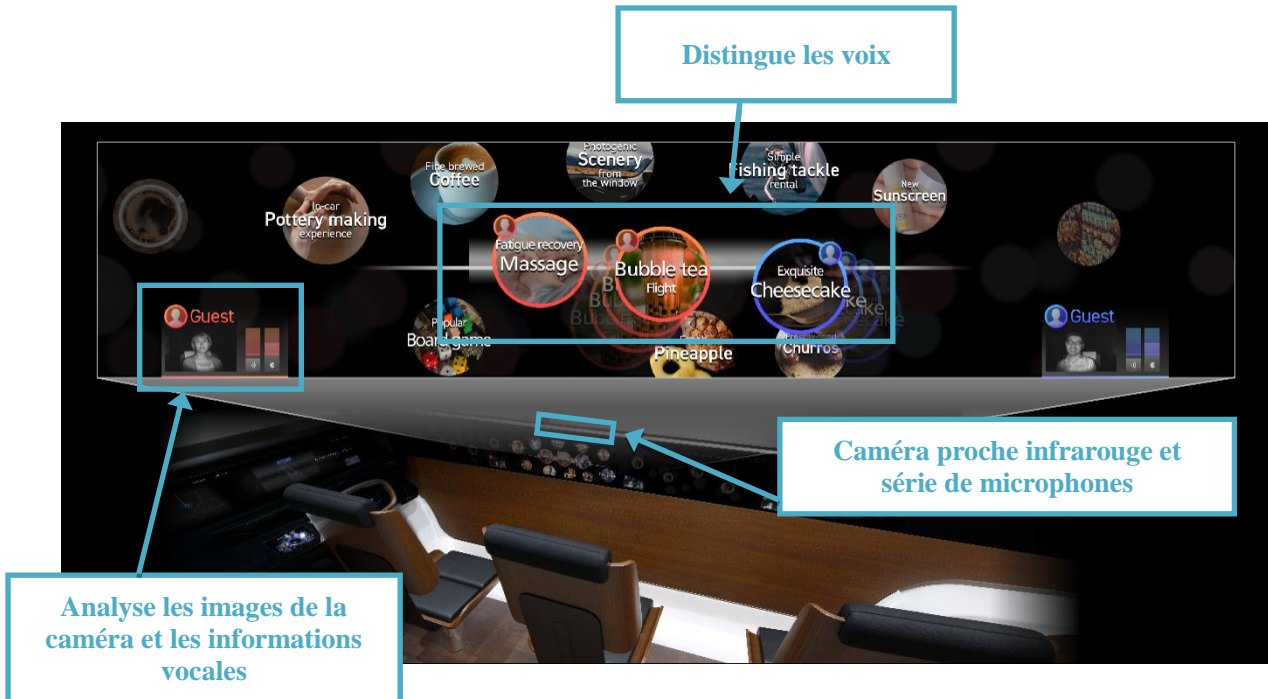 Distingue les voix
Photogenic
Scenery
from
the window
Simple
Fishing tackle
rental
Fine brewed
Coffee
New
Sunscreen
In-car
Pottery making
experience
Fatigue recovery
Massage
Bubble tea
Flight
Exquisite
Cheesecake
Guest
Guest
Popular
Board game
Pineapple
Churros
Caméra proche infrarouge et
série de microphones
Analyse les images de la
caméra et les informations
vocales